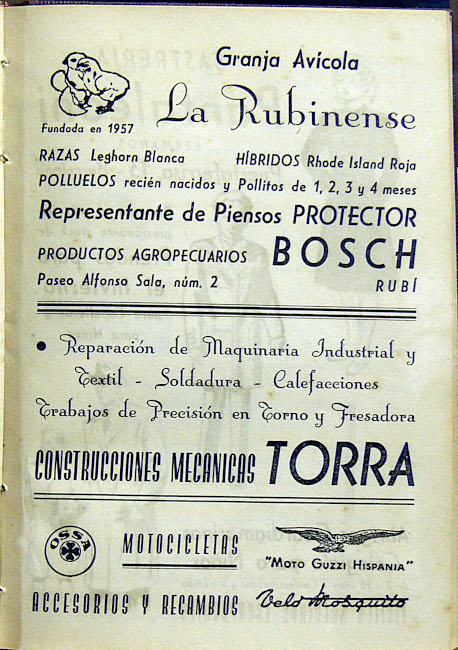 Granja Avícola
La Rubinense
Fundada en 1957
RAZAS Leghorn Blanca HÍBRIDOS Rhode Island Roja
POLLUELOS recién nacidos y Pollitos de 1, 2, 3 y 4 meses
Representante de Piensos PROTECTOR
PRODUCTOS AGROPECUARIOS BOSCH
Paseo Alfonso Sala, núm. 2 RUBÍ
• Reparación de Maquinaria Industrial y
Textil - Soldadura - Calefacciones
Trabajos de Precisión en Torno y Fresadora
CONSTRUCCIONES MECANICAS TORRA
OSSA
MOTOCICLETAS
"MOTO GUZZI HISPANIA"
ACCESORIOS Y RECAMBIOS Velo Mosquito